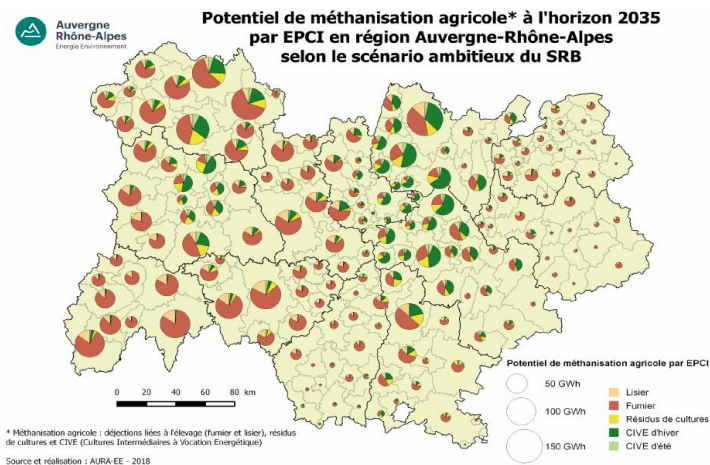 Auvergne
Rhône-Alpes
Énergie Environnement
Potentiel de méthanisation agricole* à l'horizon 2035
par EPCI en région Auvergne-Rhône-Alpes
selon le scénario ambitieux du SRB
0 20 40 60 80 km
Potentiel de méthanisation agricole par EPCI
50 GWh
100 GWh
150 GWh
Lisier
Fumier
Résidus de cultures
CIVE d'hiver
CIVE d'été
* Méthanisation agricole : déjections liées à l'élevage (fumier et lisier), résidus
de cultures et CIVE (Cultures Intermédiaires à Vocation Energétique)
Source et réalisation : AURA-EE - 2018